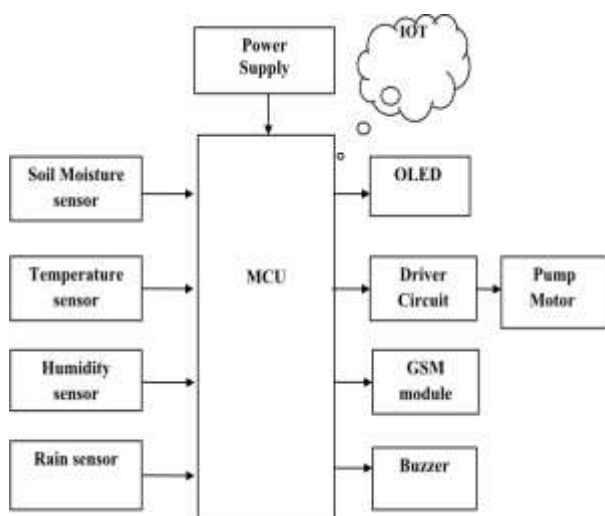 IOT
Power
Supply
Soil Moisture
sensor
OLED
Temperature
sensor
MCU
Driver
Circuit
Pump
Motor
Humidity
sensor
GSM
module
Rain sensor
Buzzer